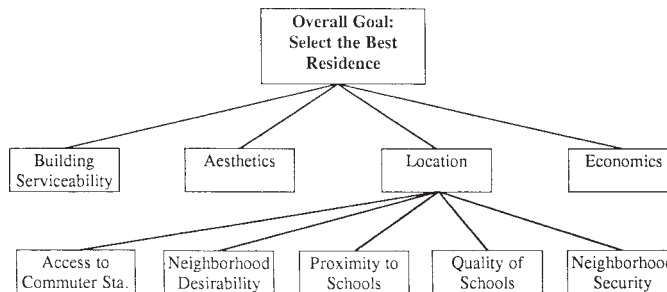 Overall Goal:
Select the Best
Residence
Building
Serviceability
Aesthetics
Location
Economics
Access to
Commuter Sta.
Neighborhood
Desirability
Proximity to
Schools
Quality of
Schools
Neighborhood
Security